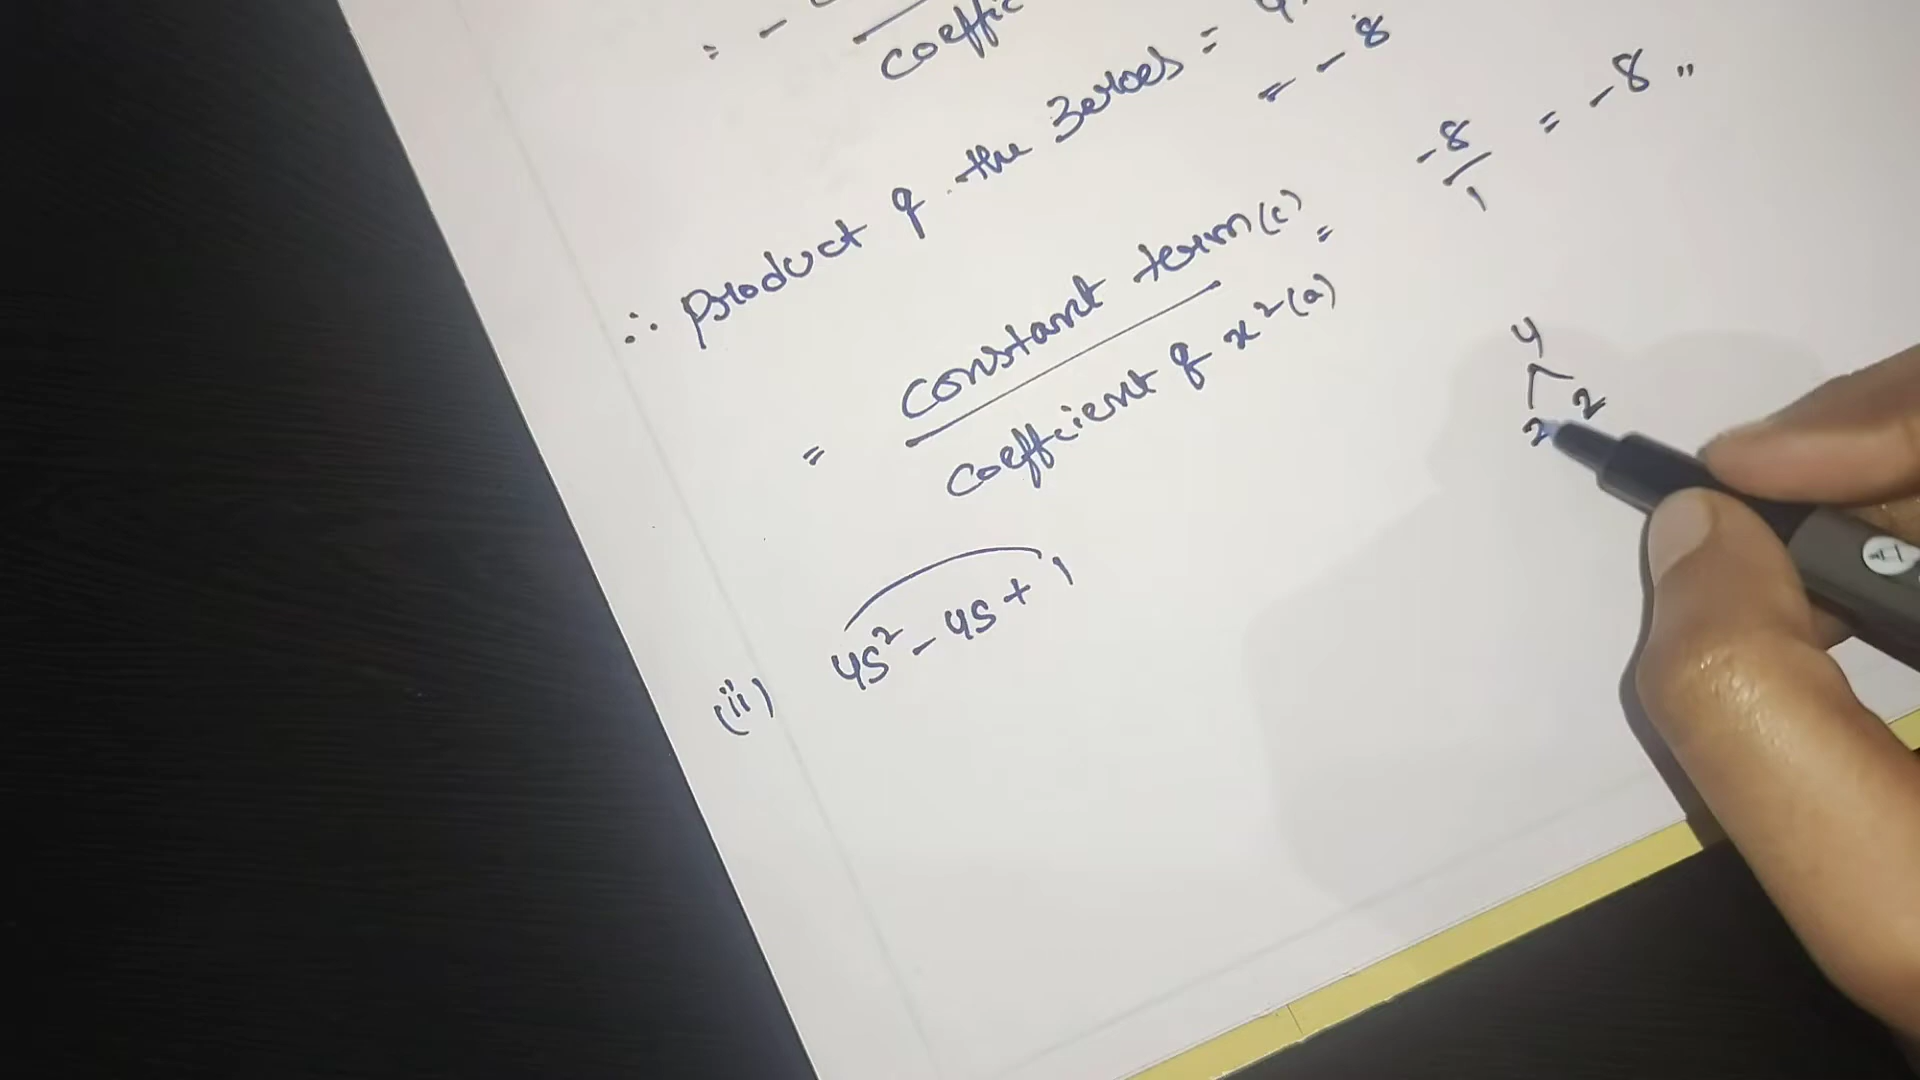 = -
coeffic
∴ Product of the zeroes =
= -8
= constant term(c) / coefficient of x²(a) = -8/1 = -8 "
4
2 2
(ii) 4s² - 4s + 1